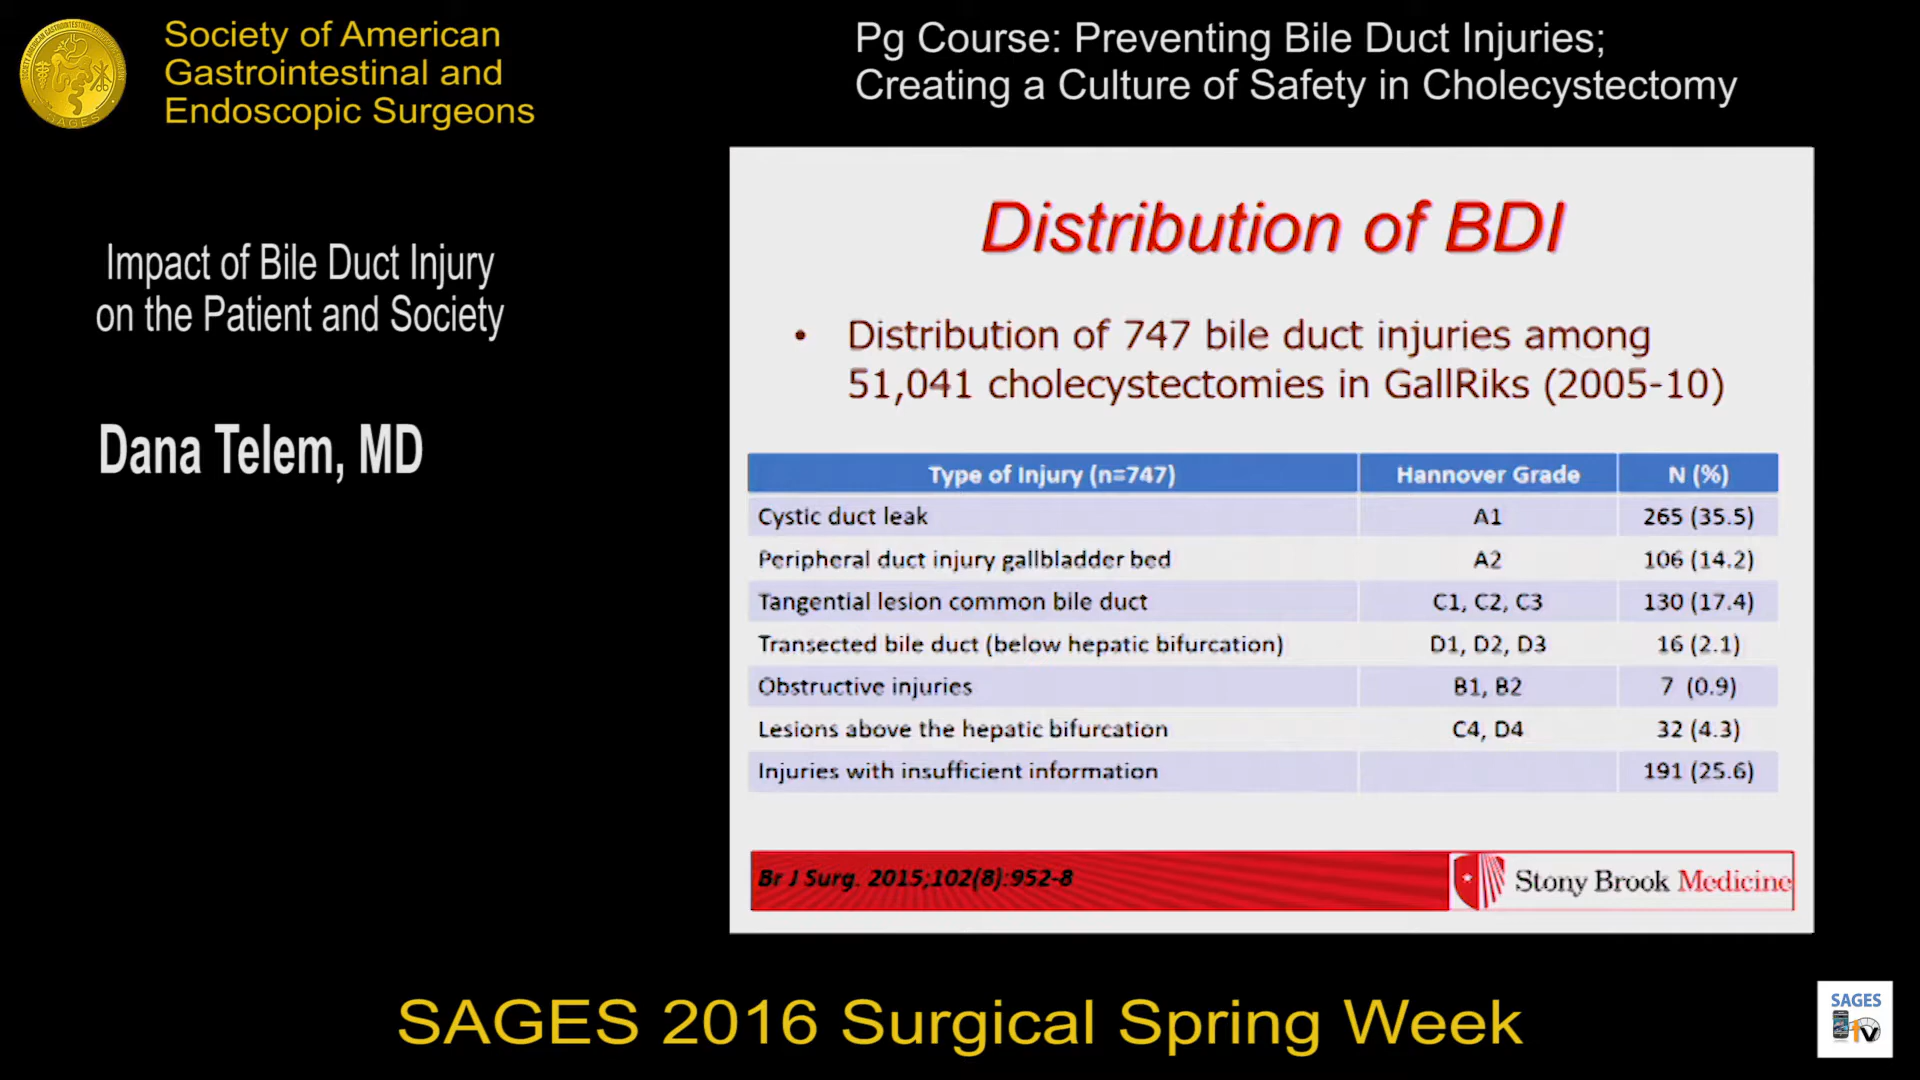 Society of American
Gastrointestinal and
Endoscopic Surgeons
SAGES
Pg Course: Preventing Bile Duct Injuries;
Creating a Culture of Safety in Cholecystectomy
Impact of Bile Duct Injury
on the Patient and Society
Dana Telem, MD
Distribution of BDI
• Distribution of 747 bile duct injuries among
51,041 cholecystectomies in GallRiks (2005-10)
Type of Injury (n=747) Hannover Grade N (%)
Cystic duct leak A1 265 (35.5)
Peripheral duct injury gallbladder bed A2 106 (14.2)
Tangential lesion common bile duct C1, C2, C3 130 (17.4)
Transected bile duct (below hepatic bifurcation) D1, D2, D3 16 (2.1)
Obstructive injuries B1, B2 7 (0.9)
Lesions above the hepatic bifurcation C4, D4 32 (4.3)
Injuries with insufficient information 191 (25.6)
Br J Surg. 2015;102(8):952-8
Stony Brook Medicine
SAGES 2016 Surgical Spring Week
SAGES
TV